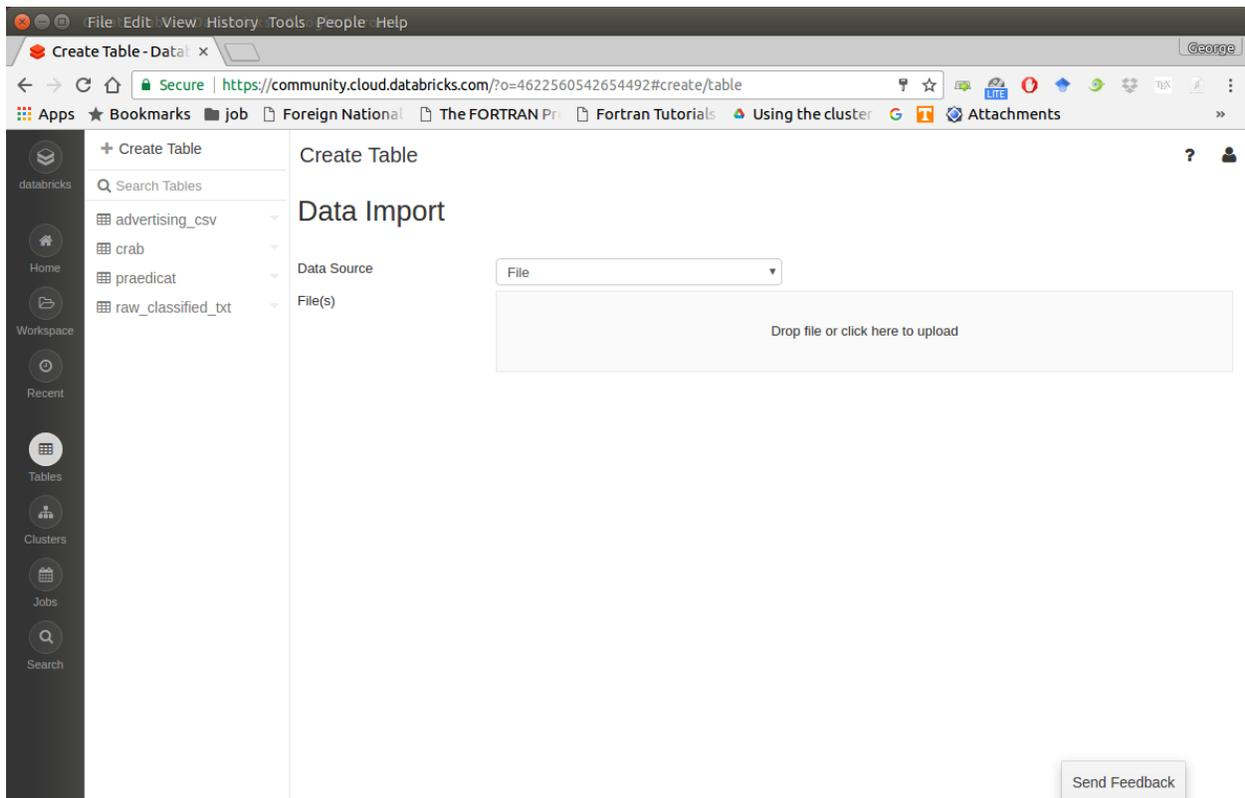 File Edit View History Tools People Help
Create Table - Datab
George
Secure https://community.cloud.databricks.com/?o=4622560542654492#create/table
LITE
TEX
Apps Bookmarks job Foreign National The FORTRAN Pr Fortran Tutorials Using the cluster Attachments »
databricks
Home
Workspace
Recent
Tables
Clusters
Jobs
Search
+ Create Table
Search Tables
advertising_csv
crab
praedicat
raw_classified_txt
Create Table
?
Data Import
Data Source
File
File(s)
Drop file or click here to upload
Send Feedback